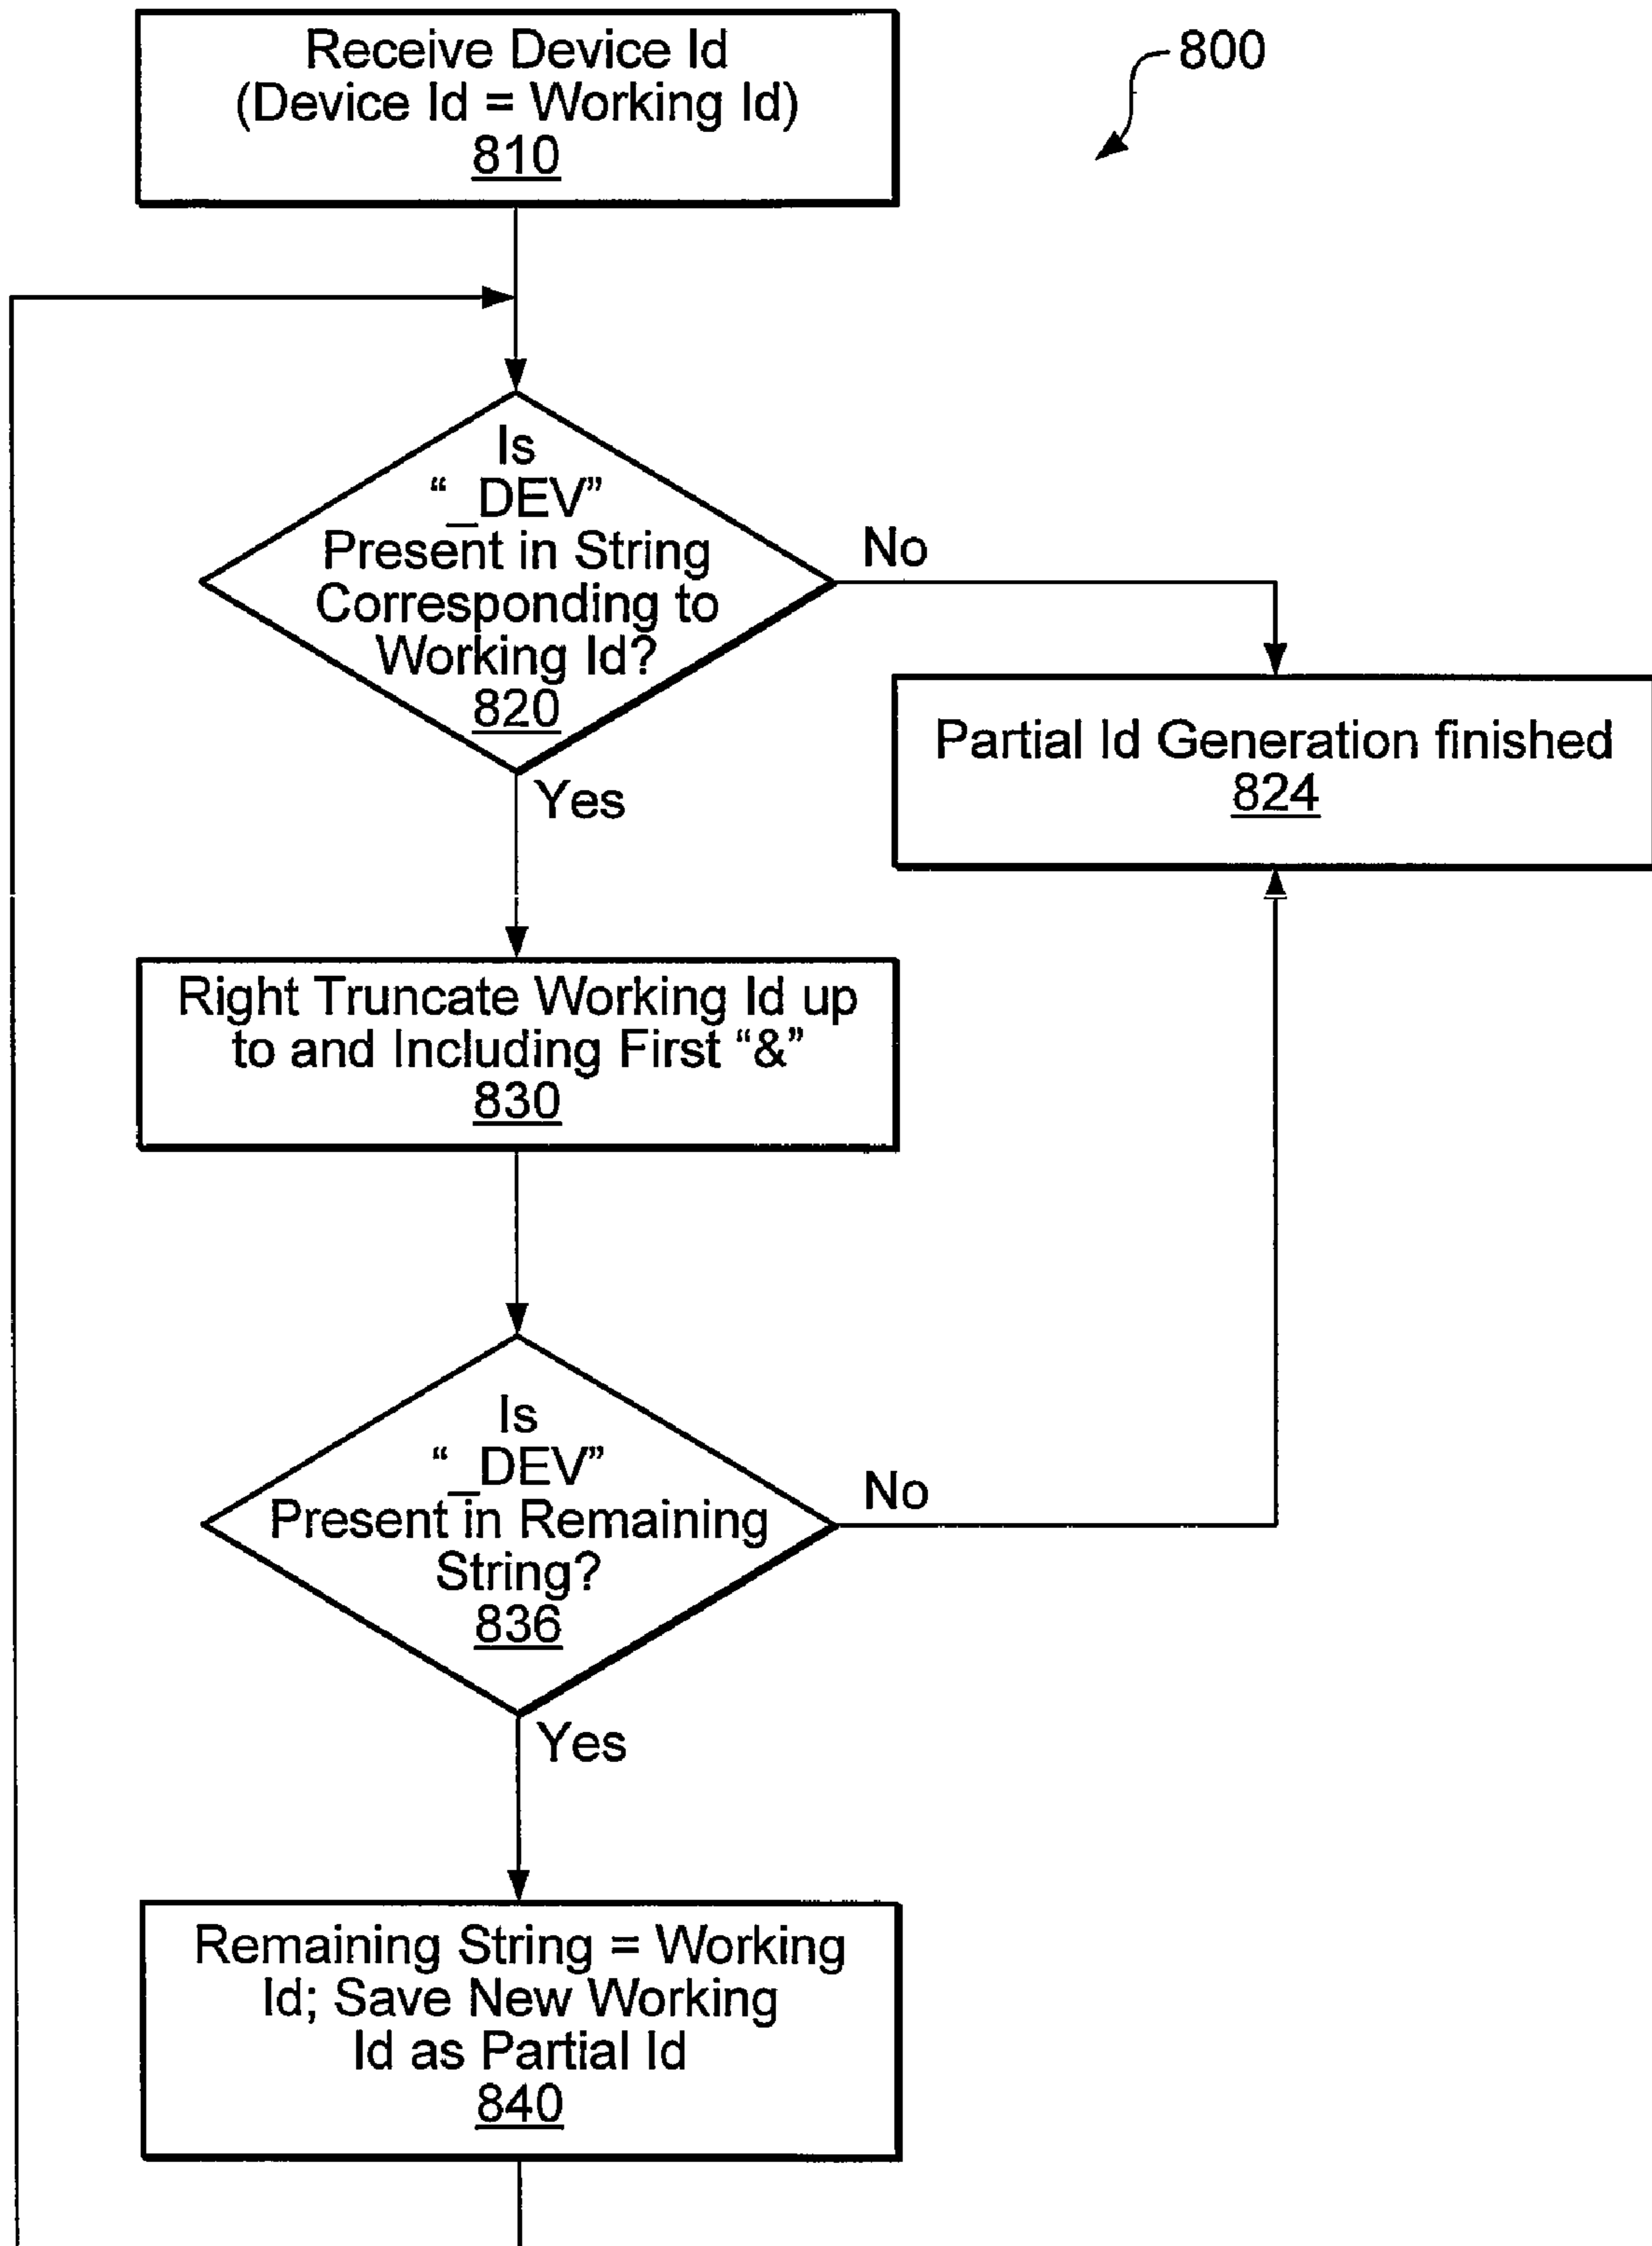 Receive Device Id
(Device Id = Working Id)
810
800
Is
“_DEV”
Present in String
Corresponding to
Working Id?
820
No
Yes
Partial Id Generation finished
824
Right Truncate Working Id up
to and Including First “&”
830
Is
“_DEV”
Present in Remaining
String?
836
No
Yes
Remaining String = Working
Id; Save New Working
Id as Partial Id
840